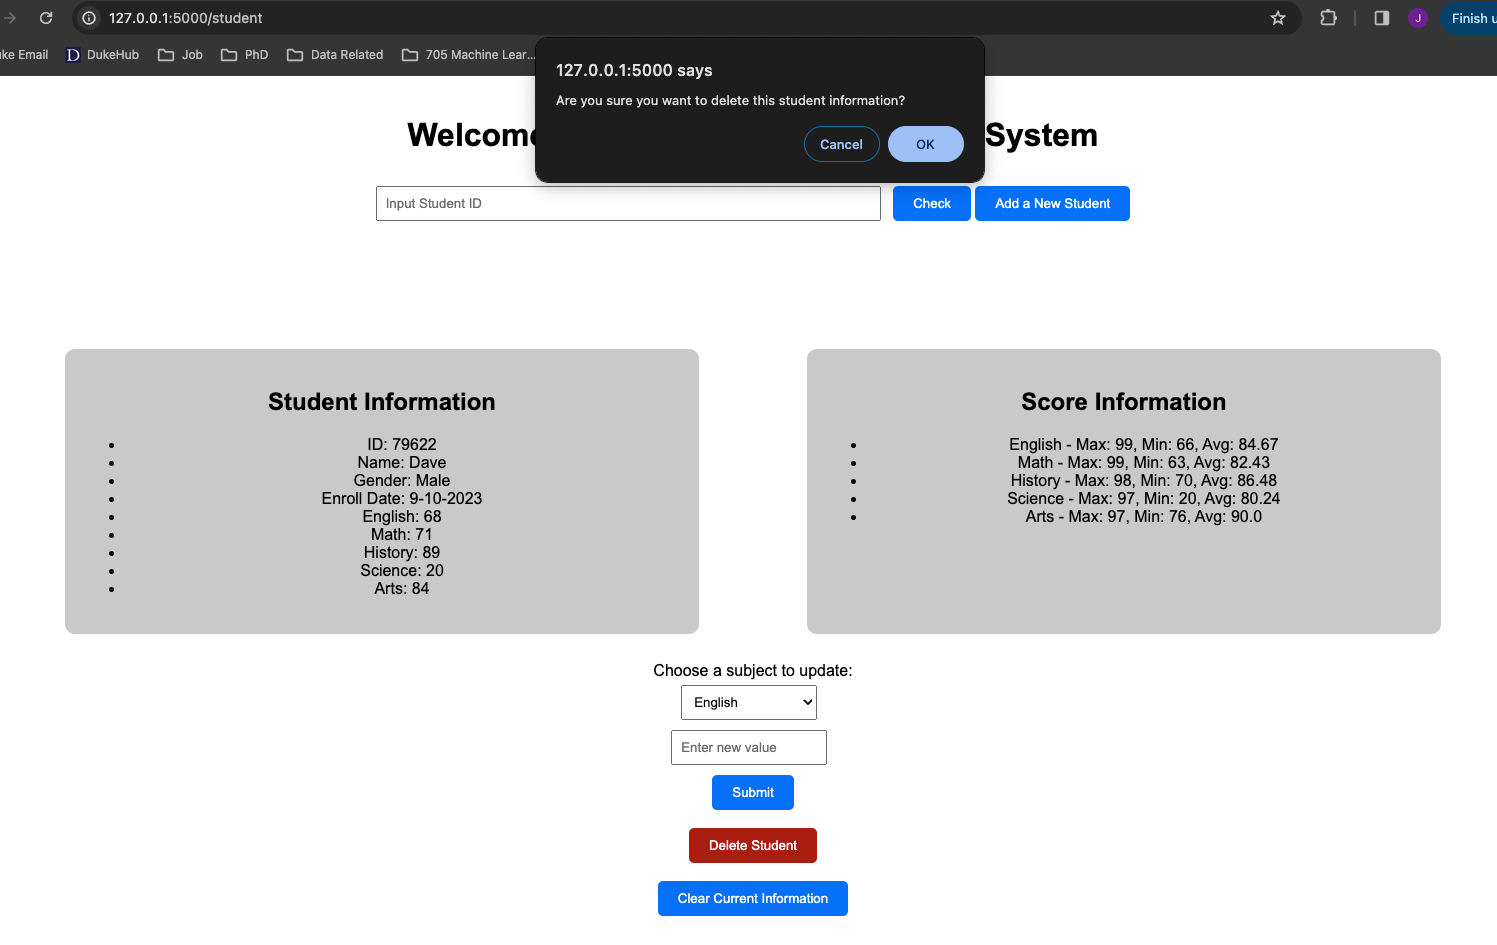 127.0.0.1:5000/student
Finish u
ke Email DukeHub Job PhD Data Related 705 Machine Lear...
127.0.0.1:5000 says
Are you sure you want to delete this student information?
Cancel OK
Welcome System
Input Student ID Check Add a New Student
Student Information
ID: 79622
Name: Dave
Gender: Male
Enroll Date: 9-10-2023
English: 68
Math: 71
History: 89
Science: 20
Arts: 84
Score Information
English - Max: 99, Min: 66, Avg: 84.67
Math - Max: 99, Min: 63, Avg: 82.43
History - Max: 98, Min: 70, Avg: 86.48
Science - Max: 97, Min: 20, Avg: 80.24
Arts - Max: 97, Min: 76, Avg: 90.0
Choose a subject to update:
English
Enter new value
Submit
Delete Student
Clear Current Information